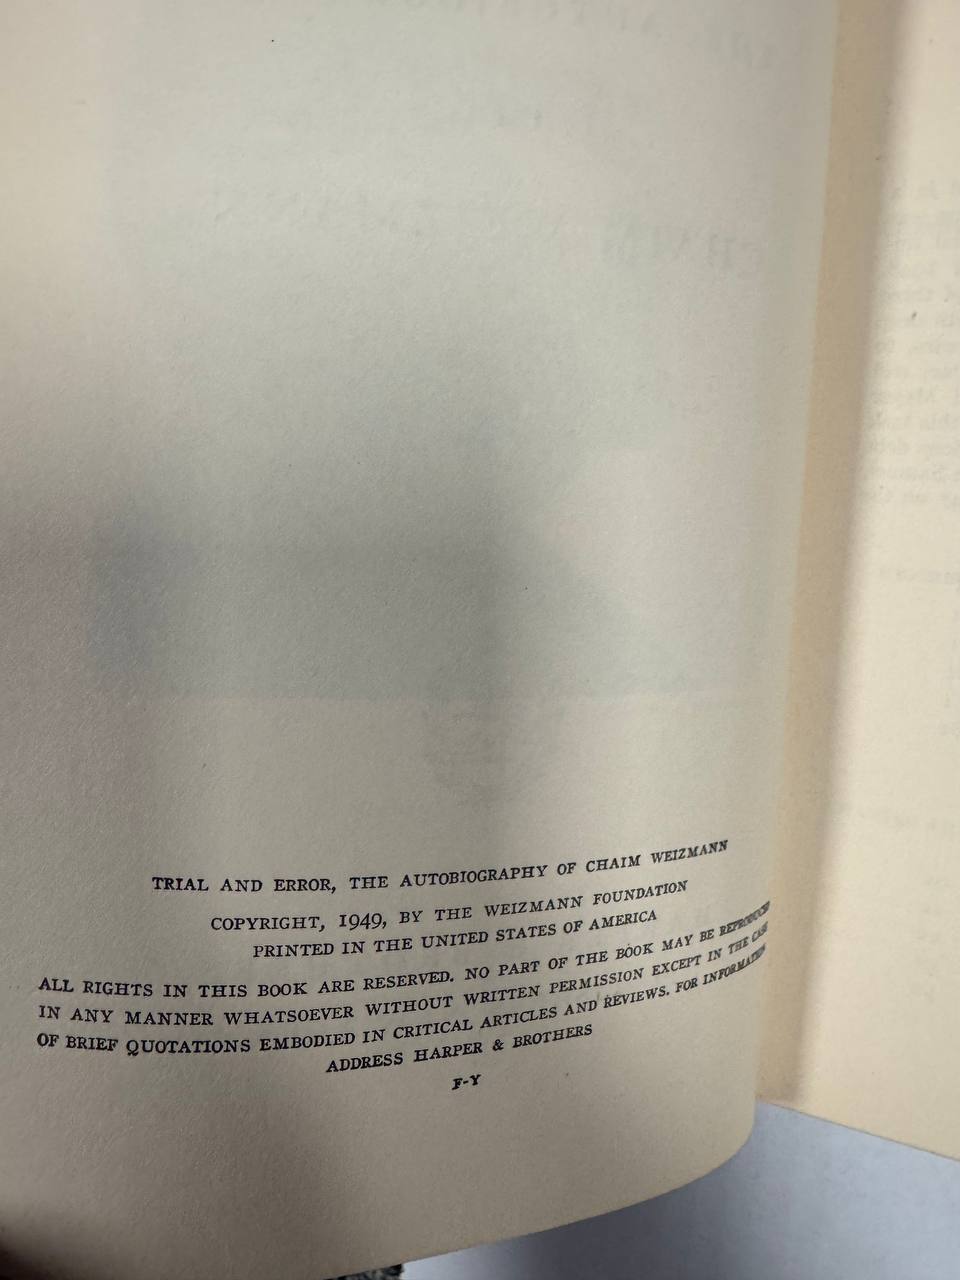 TRIAL AND ERROR, THE AUTOBIOGRAPHY OF CHAIM WEIZMANN
COPYRIGHT, 1949, BY THE WEIZMANN FOUNDATION
PRINTED IN THE UNITED STATES OF AMERICA
ALL RIGHTS IN THIS BOOK ARE RESERVED. NO PART OF THE BOOK MAY BE REPRODUCED
IN ANY MANNER WHATSOEVER WITHOUT WRITTEN PERMISSION EXCEPT IN THE CASE
OF BRIEF QUOTATIONS EMBODIED IN CRITICAL ARTICLES AND REVIEWS. FOR INFORMATION
ADDRESS HARPER & BROTHERS
F-Y